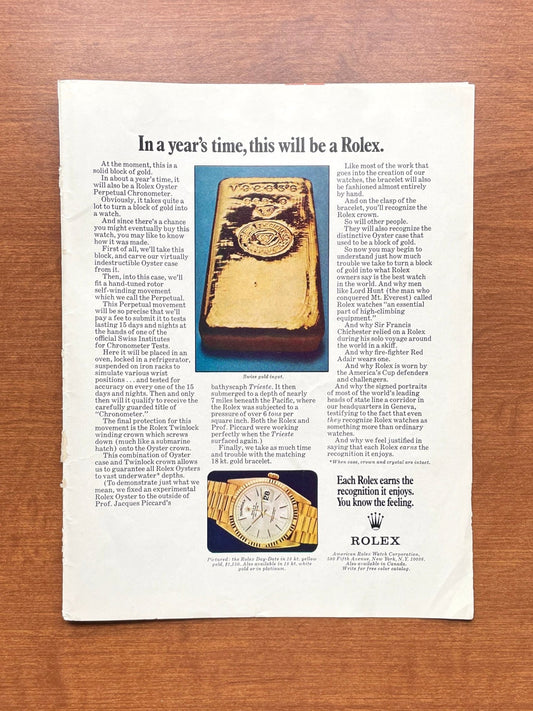 In a year's time, this will be a Rolex.
At the moment, this is a
solid block of gold.
In about a year's time, it
will also be a Rolex Oyster
Perpetual Chronometer.
Obviously, it takes quite a
lot to turn a block of gold into
a watch.
And since there's a chance
you might eventually buy this
watch, you may like to know
how it was made.
First of all, we'll take this
block, and carve our virtually
indestructible Oyster case
from it.
Then, into this case, we'll
fit a hand-tuned rotor
self-winding movement
which we call the Perpetual.
This Perpetual movement
will be so precise that we'll
pay a fee to submit it to tests
lasting 15 days and nights at
the hands of one of the
official Swiss Institutes
for Chronometer Tests.
Here it will be placed in an
oven, locked in a refrigerator,
suspended on iron racks to
simulate various wrist
positions . . . and tested for
accuracy on every one of the 15
days and nights. Then and only
then will it qualify to receive the
carefully guarded title of
"Chronometer."
The final protection for this
movement is the Rolex Twinlock
winding crown which screws
down (much like a submarine
hatch) onto the Oyster crown.
This combination of Oyster
case and Twinlock crown allows
us to guarantee all Rolex Oysters
to vast underwater* depths.
(To demonstrate just what we
mean, we fixed an experimental
Rolex Oyster to the outside of
Prof. Jacques Piccard's
Swiss gold input.
bathyscaph Trieste. It then
submerged to a depth of nearly
7 miles beneath the Pacific, where
the Rolex was subjected to a
pressure of over 6 tons per
square inch. Both the Rolex and
Prof. Piccard were working
perfectly when the Trieste
surfaced again.)
Finally, we take as much time
and trouble with the matching
18 kt. gold bracelet.
Pictured: the Rolex Day-Date in 18 kt. yellow
gold, $1,150. Also available in 18 kt. white
gold or in platinum.
Like most of the work that
goes into the creation of our
watches, the bracelet will also
be fashioned almost entirely
by hand.
And on the clasp of the
bracelet, you'll recognize the
Rolex crown.
So will other people.
They will also recognize the
distinctive Oyster case that
used to be a block of gold.
So now you may begin to
understand just how much
trouble we take to turn a block
of gold into what Rolex
owners say is the best watch
in the world. And why men
like Lord Hunt (the man who
conquered Mt. Everest) called
Rolex watches "an essential
part of high-climbing
equipment."
And why Sir Francis
Chichester relied on a Rolex
during his solo voyage around
the world in a skiff.
And why fire-fighter Red
Adair wears one.
And why Rolex is worn by
the America's Cup defenders
and challengers.
And why the signed portraits
of most of the world's leading
heads of state line a corridor in
our headquarters in Geneva,
testifying to the fact that even
they recognize Rolex watches as
something more than ordinary
watches.
And why we feel justified in
saying that each Rolex earns the
recognition it enjoys.
*When case, crown and crystal are intact.
Each Rolex earns the
recognition it enjoys.
You know the feeling.
ROLEX
American Rolex Watch Corporation,
580 Fifth Avenue, New York, N.Y. 10036.
Also available in Canada.
Write for free color catalog.